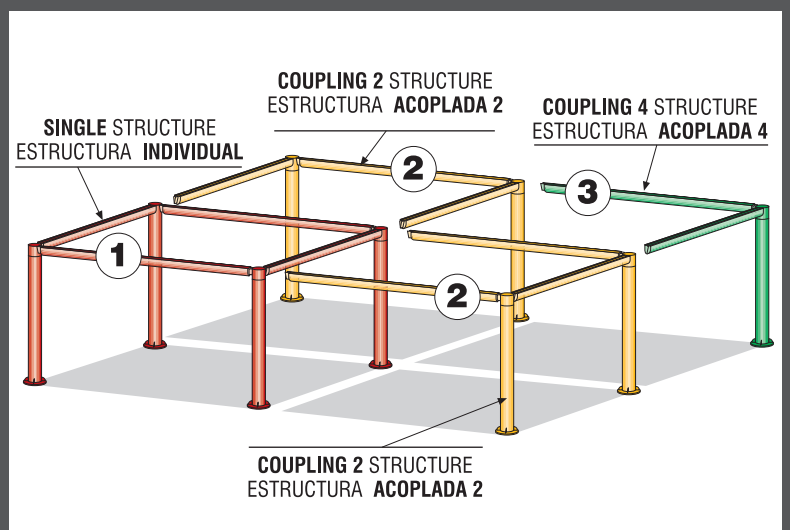 COUPLING 2 STRUCTURE
ESTRUCTURA ACOPLADA 2
COUPLING 4 STRUCTURE
ESTRUCTURA ACOPLADA 4
SINGLE STRUCTURE
ESTRUCTURA INDIVIDUAL
2
3
1
2
COUPLING 2 STRUCTURE
ESTRUCTURA ACOPLADA 2